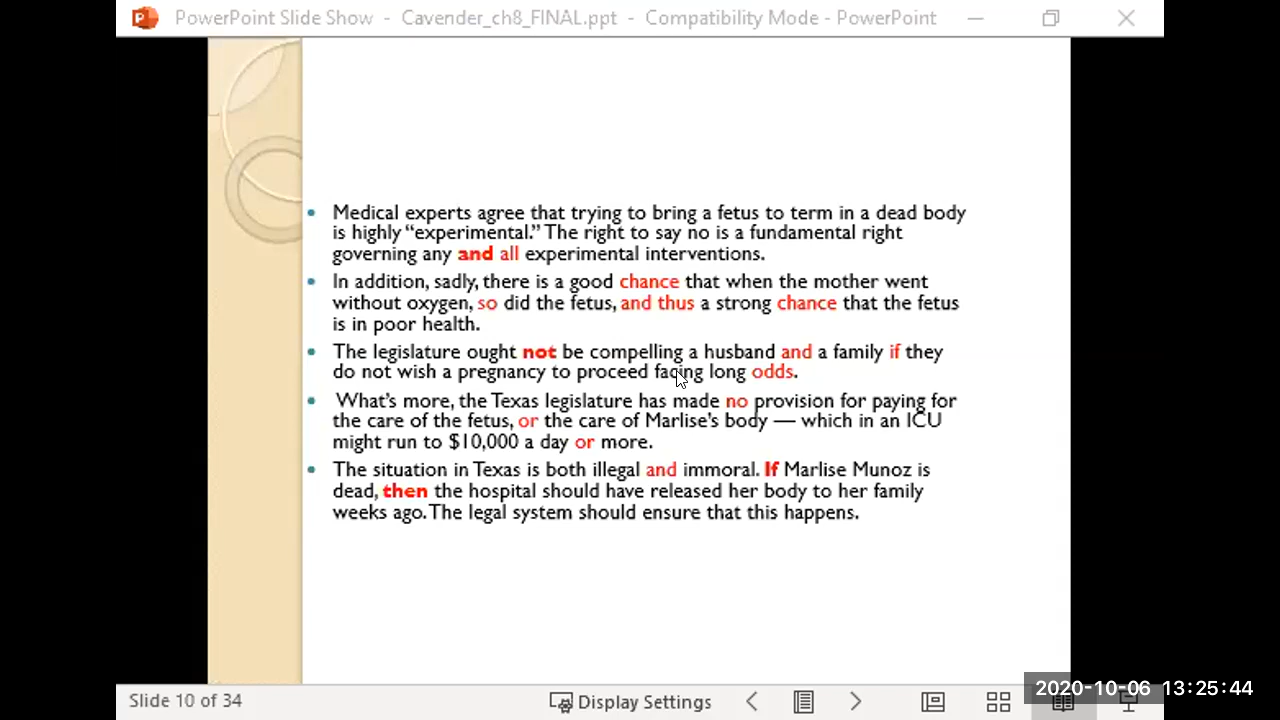 PowerPoint Slide Show - Cavender_ch8_FINAL.ppt - Compatibility Mode - PowerPoint
• Medical experts agree that trying to bring a fetus to term in a dead body
is highly “experimental.” The right to say no is a fundamental right
governing any and all experimental interventions.
• In addition, sadly, there is a good chance that when the mother went
without oxygen, so did the fetus, and thus a strong chance that the fetus
is in poor health.
• The legislature ought not be compelling a husband and a family if they
do not wish a pregnancy to proceed facing long odds.
• What’s more, the Texas legislature has made no provision for paying for
the care of the fetus, or the care of Marlise’s body — which in an ICU
might run to $10,000 a day or more.
• The situation in Texas is both illegal and immoral. If Marlise Munoz is
dead, then the hospital should have released her body to her family
weeks ago. The legal system should ensure that this happens.
Slide 10 of 34
Display Settings
2020-10-06 13:25:44